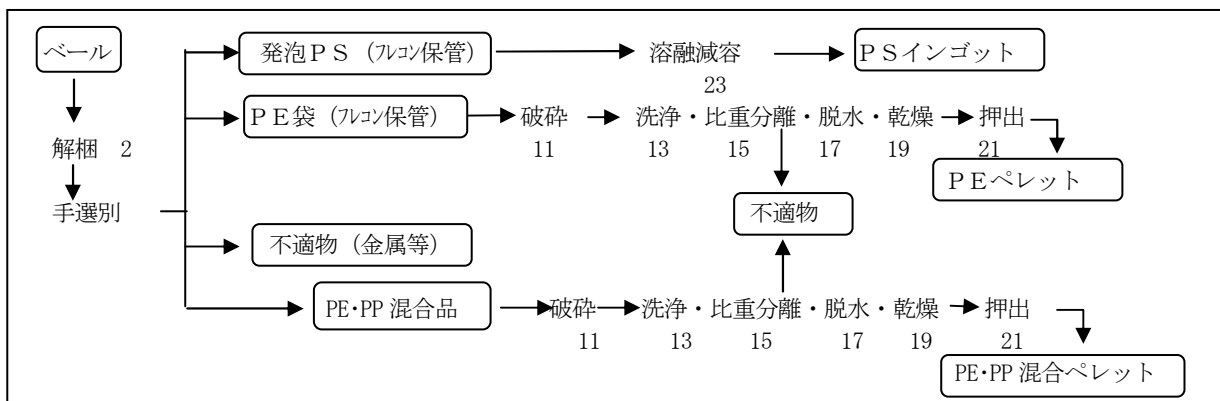 ベール
発泡PS(フレコン保管)
溶融減容
PSインゴット
23
PE袋(フレコン保管)
破砕
洗浄・比重分離・脱水・乾燥
押出
解梱 2
11
13
15
17
19
21
PEペレット
手選別
不適物
不適物(金属等)
PE・PP混合品
破砕
洗浄・比重分離・脱水・乾燥
押出
11
13
15
17
19
21
PE・PP混合ペレット